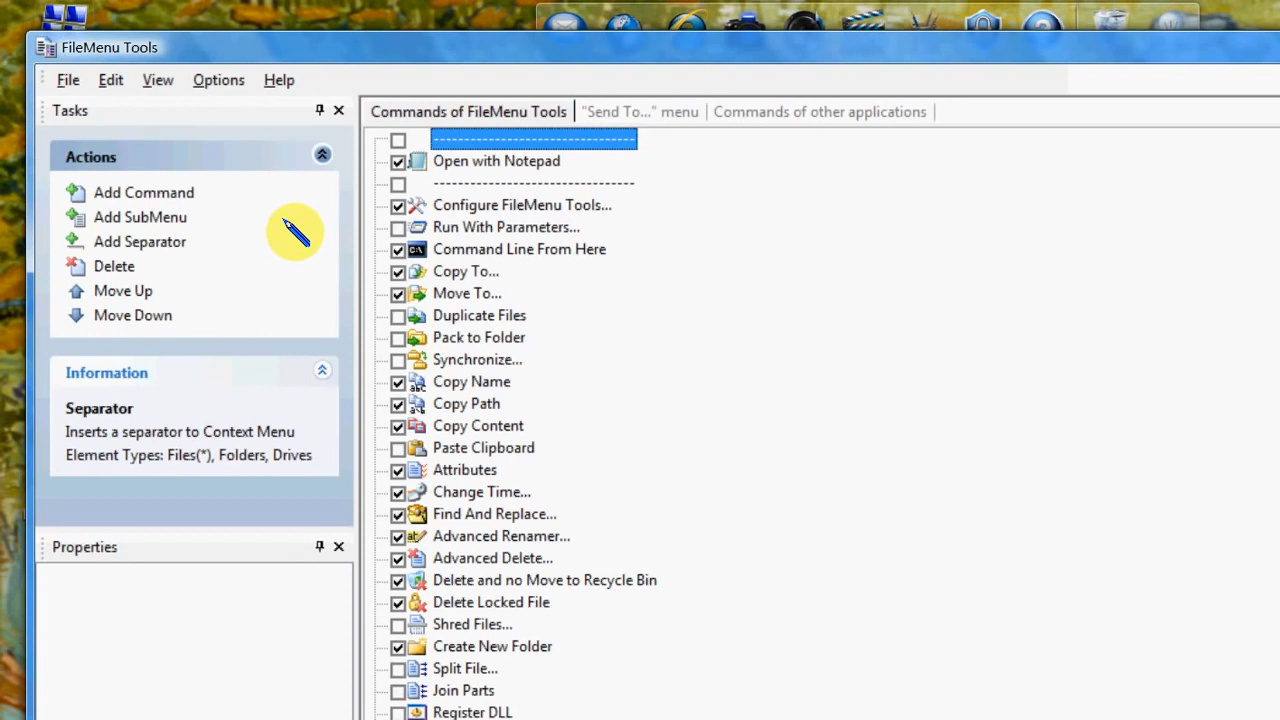 FileMenu Tools
File Edit View Options Help
Tasks
Actions
Add Command
Add SubMenu
Add Separator
Delete
Move Up
Move Down
Information
Separator
Inserts a separator to Context Menu
Element Types: Files(*), Folders, Drives
Properties
Commands of FileMenu Tools "Send To..." menu Commands of other applications
--------------------------------
Open with Notepad
--------------------------------
Configure FileMenu Tools...
Run With Parameters...
Command Line From Here
Copy To...
Move To...
Duplicate Files
Pack to Folder
Synchronize...
Copy Name
Copy Path
Copy Content
Paste Clipboard
Attributes
Change Time...
Find And Replace...
Advanced Renamer...
Advanced Delete...
Delete and no Move to Recycle Bin
Delete Locked File
Shred Files...
Create New Folder
Split File...
Join Parts
Register DLL